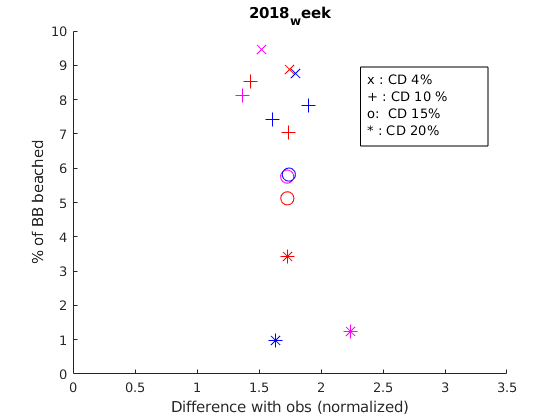 2018week
10
9
8
7
6
5
4
3
2
1
0
% of BB beached
x : CD 4%
+ : CD 10 %
o:  CD 15%
* : CD 20%
0 0.5 1 1.5 2 2.5 3 3.5
Difference with obs (normalized)